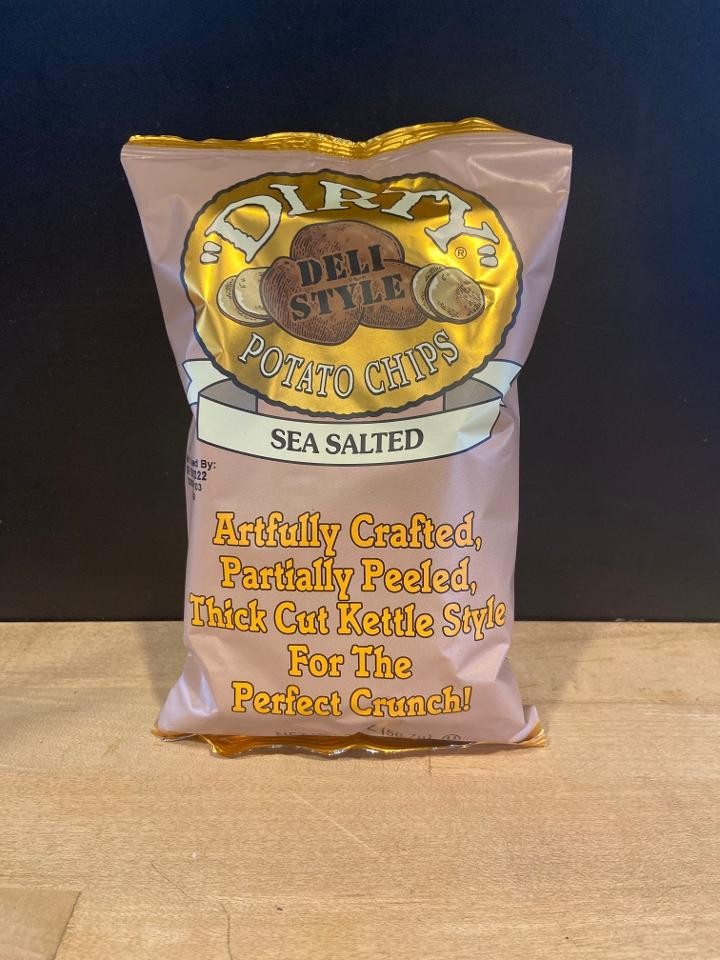 "DIRTY"®
DELI
STYLE
POTATO CHIPS
SEA SALTED
By:
Artfully Crafted,
Partially Peeled,
Thick Cut Kettle Style
For The
Perfect Crunch!